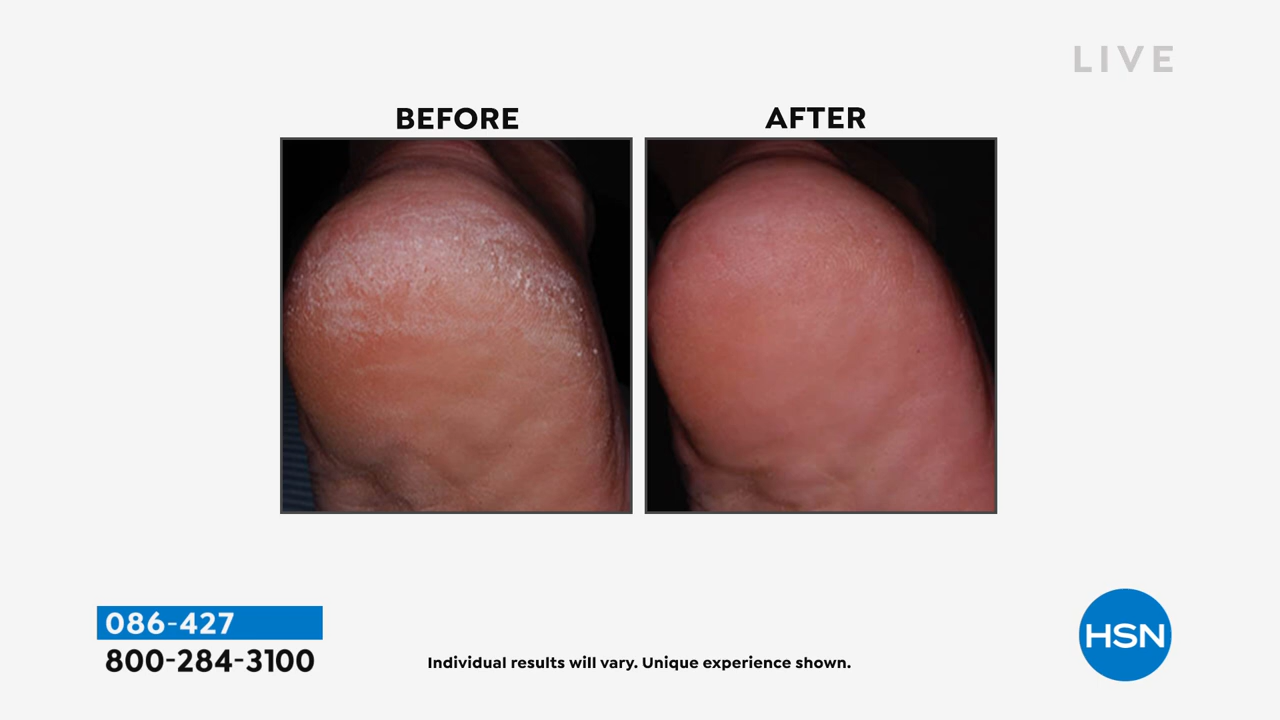 LIVE
BEFORE
AFTER
086-427
800-284-3100
Individual results will vary. Unique experience shown.
HSN